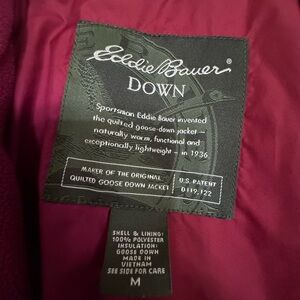 Eddie Bauer®
DOWN
Sportsman Eddie Bauer invented
the quilted goose-down jacket –
naturally warm, functional and
exceptionally lightweight – in 1936
MAKER OF THE ORIGINAL
QUILTED GOOSE DOWN JACKET
U.S. PATENT
D119,122
SHELL & LINING:
100% POLYESTER
INSULATION:
GOOSE DOWN
MADE IN
VIETNAM
SEE SIDE FOR CARE
M